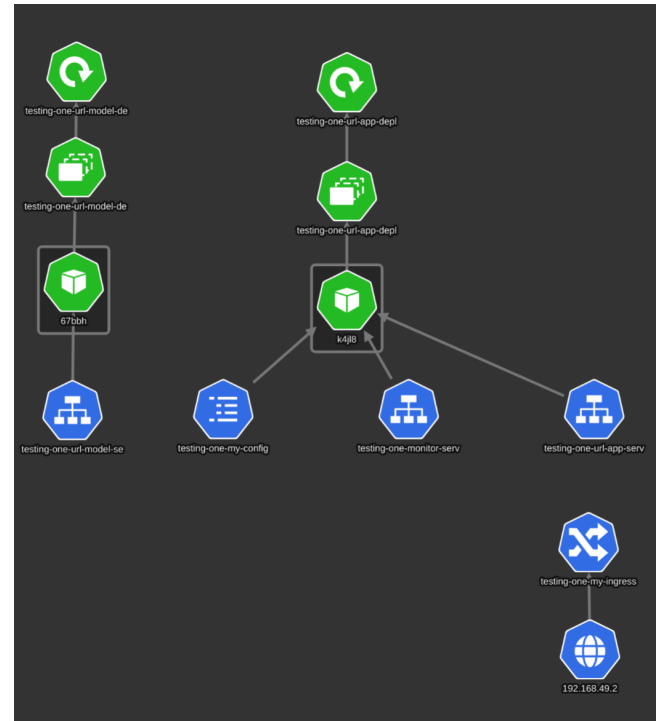 testing-one-url-model-de
testing-one-url-app-depl
testing-one-url-model-de
testing-one-url-app-depl
67bbh
k4jl8
testing-one-url-model-se
testing-one-my-config
testing-one-monitor-serv
testing-one-url-app-serv
testing-one-my-ingress
192.168.49.2